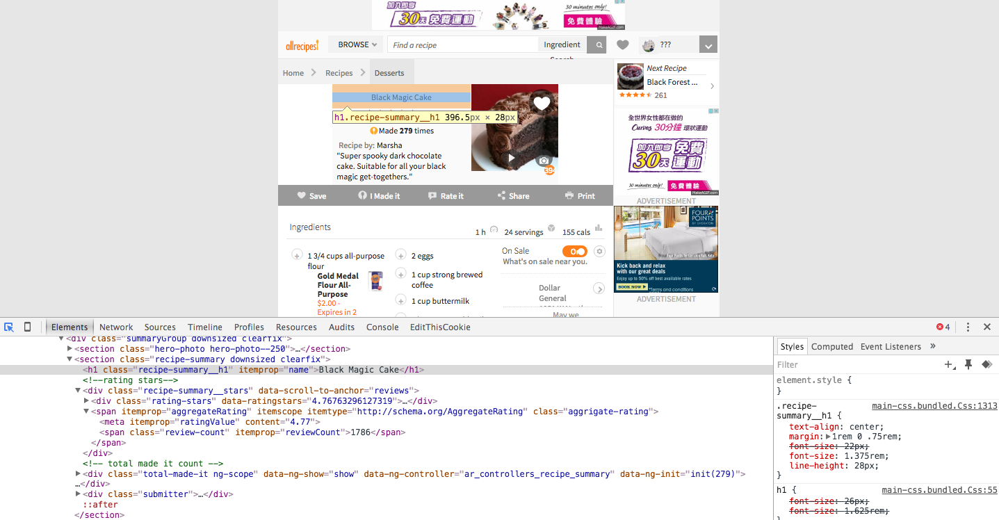 加入即享
30天 免費運動
30 minutes only!
免費體驗
MakeAGIF.com
allrecipes!
BROWSE
Find a recipe
Ingredient
Search
???
Home
Recipes
Desserts
Next Recipe
Black Forest ...
261
Black Magic Cake
h1.recipe-summary__h1 396.5px × 28px
Made 279 times
Recipe by: Marsha
"Super spooky dark chocolate
cake. Suitable for all your black
magic get-togethers."
394
全世界女性都在做的
Curves 30分鐘 環狀運動
加入即享 免費
30天 運動
30 minutes only!
免費體驗
MakeAGIF.com
ADVERTISEMENT
Save
I Made it
Rate it
Share
Print
Ingredients
1 h
24 servings
155 cals
1 3/4 cups all-purpose
flour
Gold Medal
Flour All-
Purpose
$2.00 -
Expires in 2
2 eggs
1 cup strong brewed
coffee
1 cup buttermilk
On Sale
What's on sale near you.
Dollar
General
May we
FOUR
POINTS
BY SHERATON
Kick back and relax
with our great deals
Enjoy up to 50% off best available rates
BOOK NOW
*Terms and conditions
ADVERTISEMENT
Elements Network Sources Timeline Profiles Resources Audits Console EditThisCookie
4
<div class="summaryGroup downsized clearfix">
<section class="hero-photo hero-photo--250">…</section>
<section class="recipe-summary downsized clearfix">
<h1 class="recipe-summary__h1" itemprop="name">Black Magic Cake</h1>
<!--rating stars-->
<div class="recipe-summary__stars" data-scroll-to-anchor="reviews">
<div class="rating-stars" data-ratingstars="4.76763296127319">…</div>
<span itemprop="aggregateRating" itemscope itemtype="http://schema.org/AggregateRating" class="aggrigate-rating">
<meta itemprop="ratingValue" content="4.77">
<span class="review-count" itemprop="reviewCount">1786</span>
</span>
</div>
<!-- total made it count -->
<div class="total-made-it ng-scope" data-ng-show="show" data-ng-controller="ar_controllers_recipe_summary" data-ng-init="init(279)">
…</div>
<div class="submitter">…</div>
::after
</section>
Styles Computed Event Listeners »
Filter
element.style {
}
.recipe- main-css.bundled.Css:1313
summary__h1 {
text-align: center;
margin: 1rem 0 .75rem;
font-size: 22px;
font-size: 1.375rem;
line-height: 28px;
}
h1 { main-css.bundled.Css:55
font-size: 26px;
font-size: 1.625rem;
}